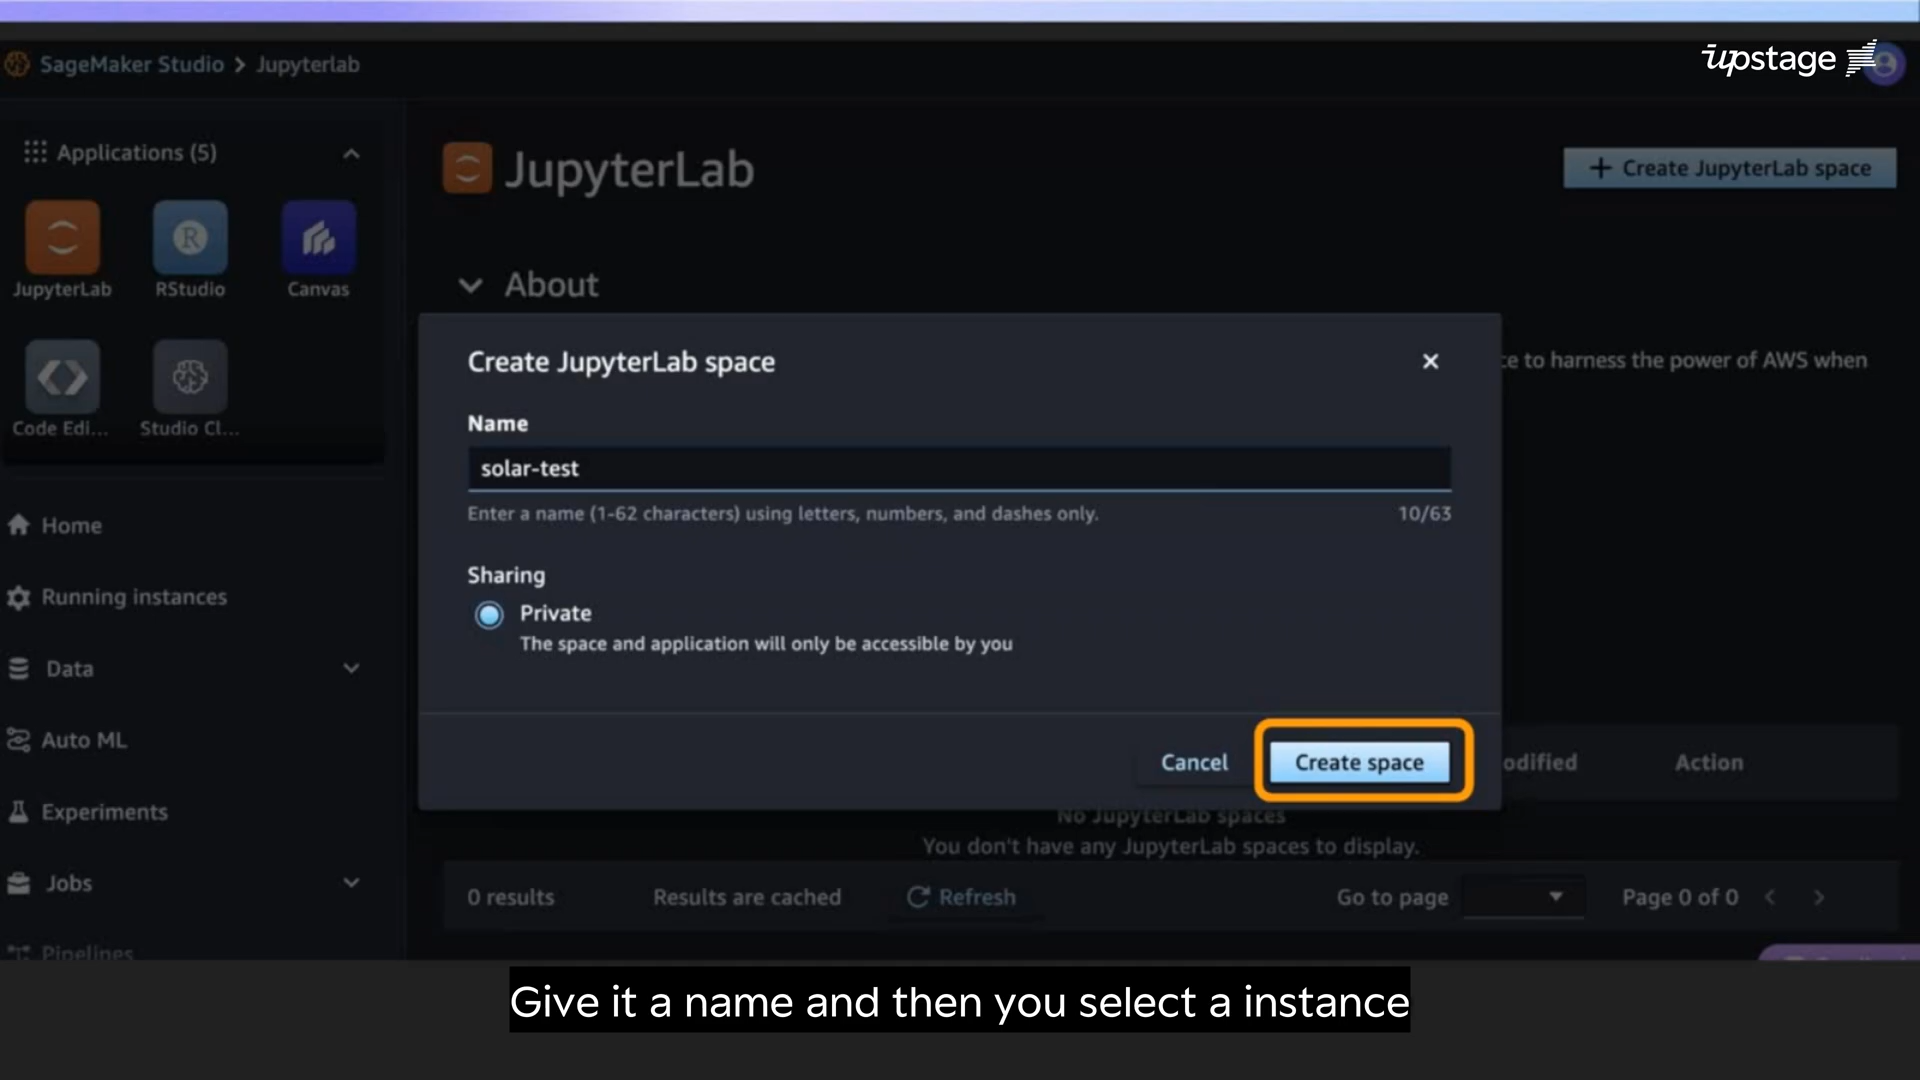 SageMaker Studio > Jupyterlab
upstage
Applications (5)
JupyterLab
RStudio
Canvas
Code Edi...
Studio Cl...
Home
Running instances
Data
Auto ML
Experiments
Jobs
Pipelines
JupyterLab
+ Create JupyterLab space
About
ce to harness the power of AWS when
Create JupyterLab space
Name
solar-test
Enter a name (1-62 characters) using letters, numbers, and dashes only.
10/63
Sharing
Private
The space and application will only be accessible by you
Cancel
Create space
odified
Action
No JupyterLab spaces
You don't have any JupyterLab spaces to display.
0 results
Results are cached
Refresh
Go to page
Page 0 of 0
Give it a name and then you select a instance